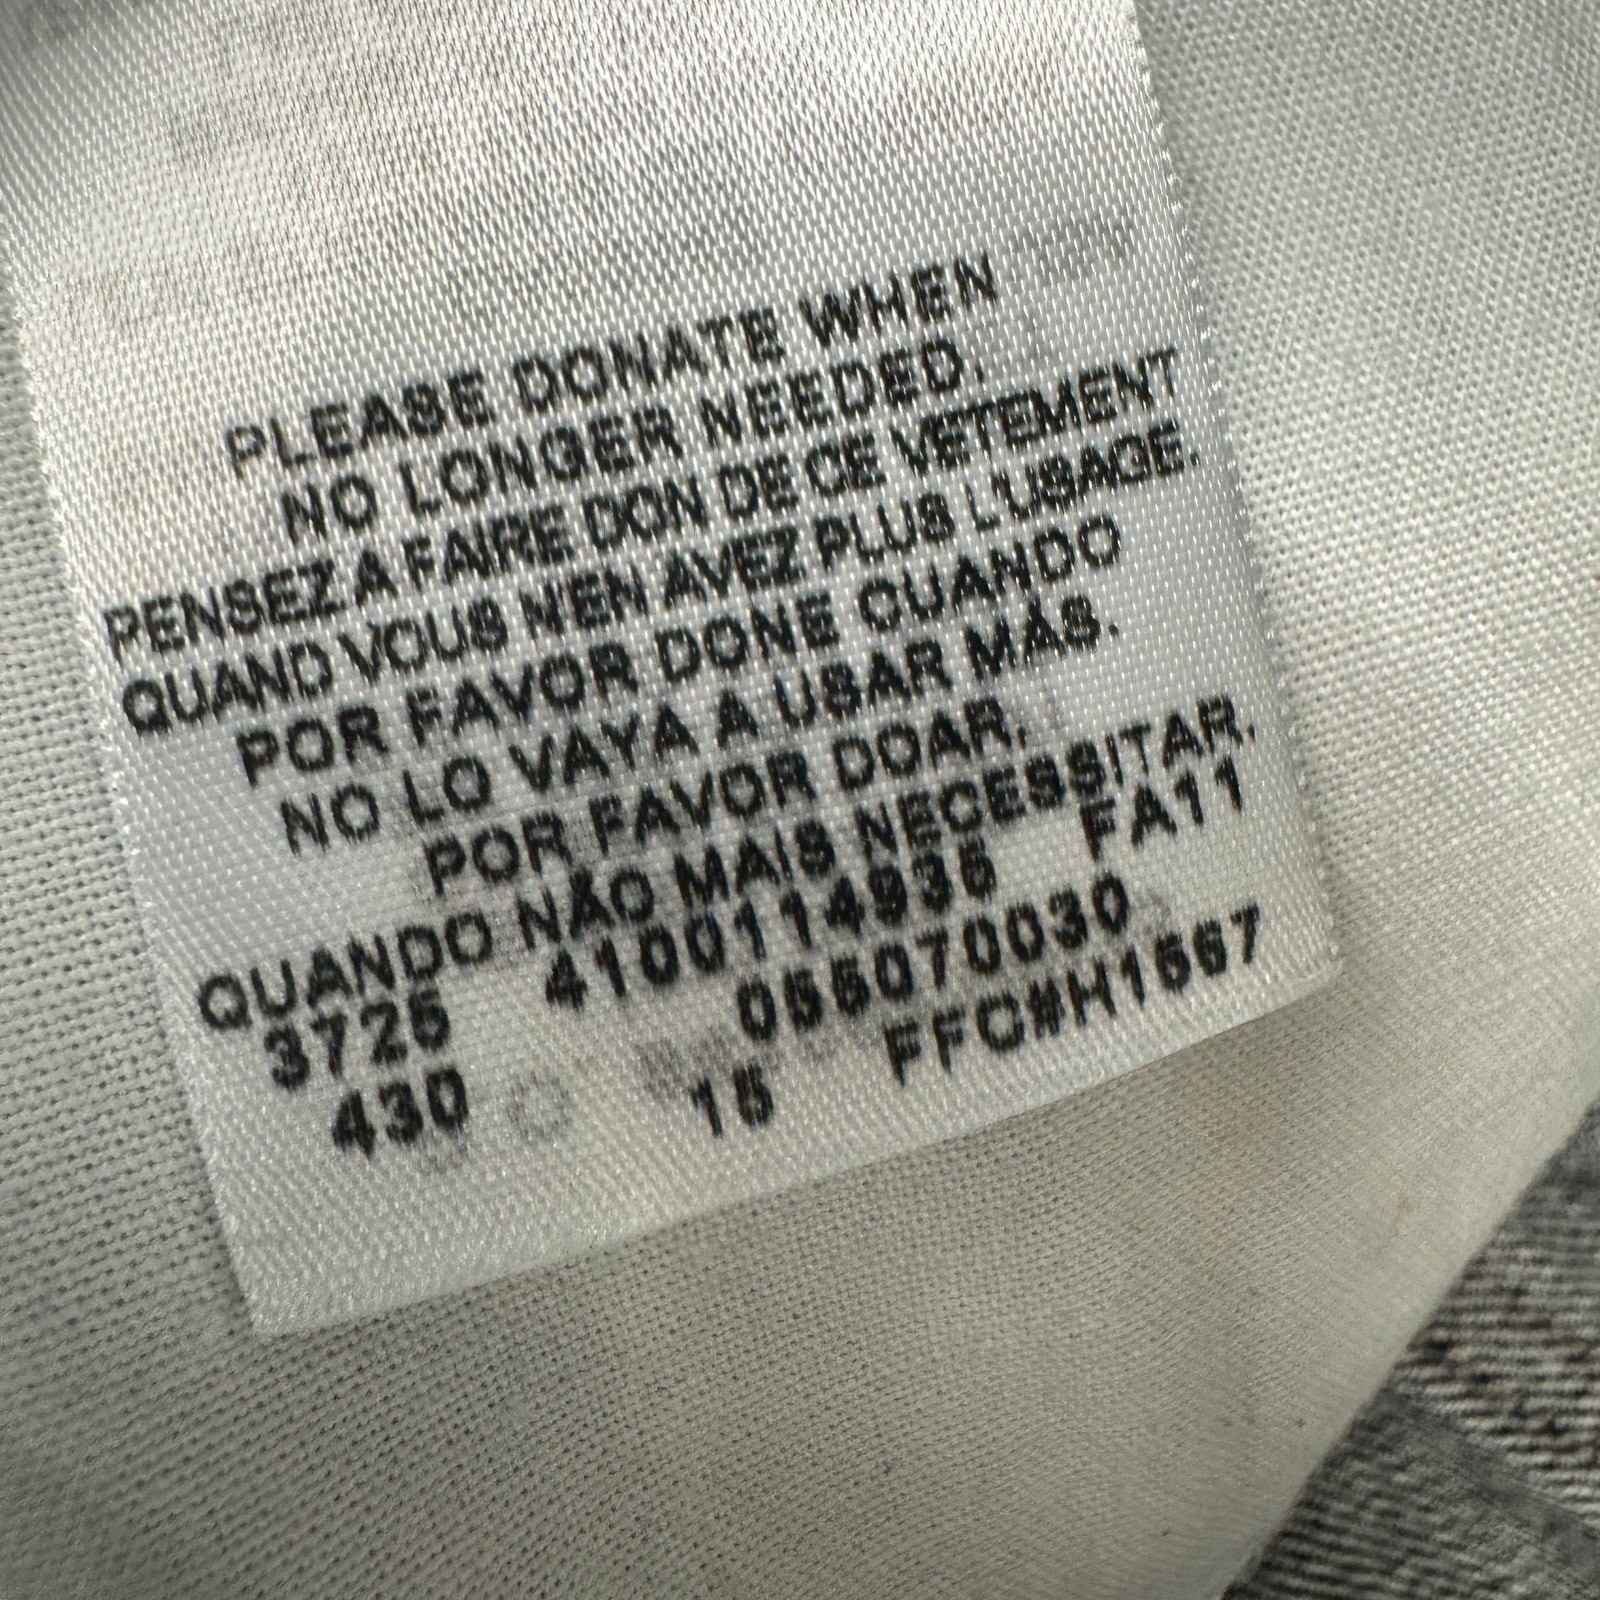 PLEASE DONATE WHEN
NO LONGER NEEDED.
PENSEZ A FAIRE DON DE CE VETEMENT
QUAND VOUS N'EN AVEZ PLUS L'USAGE.
POR FAVOR DONE CUANDO
NO LO VAYA A USAR MÁS.
POR FAVOR DOAR,
QUANDO NÃO MAIS NECESSITAR.
3725 4100114935 FA11
430 055070030
15 FFC#H1567